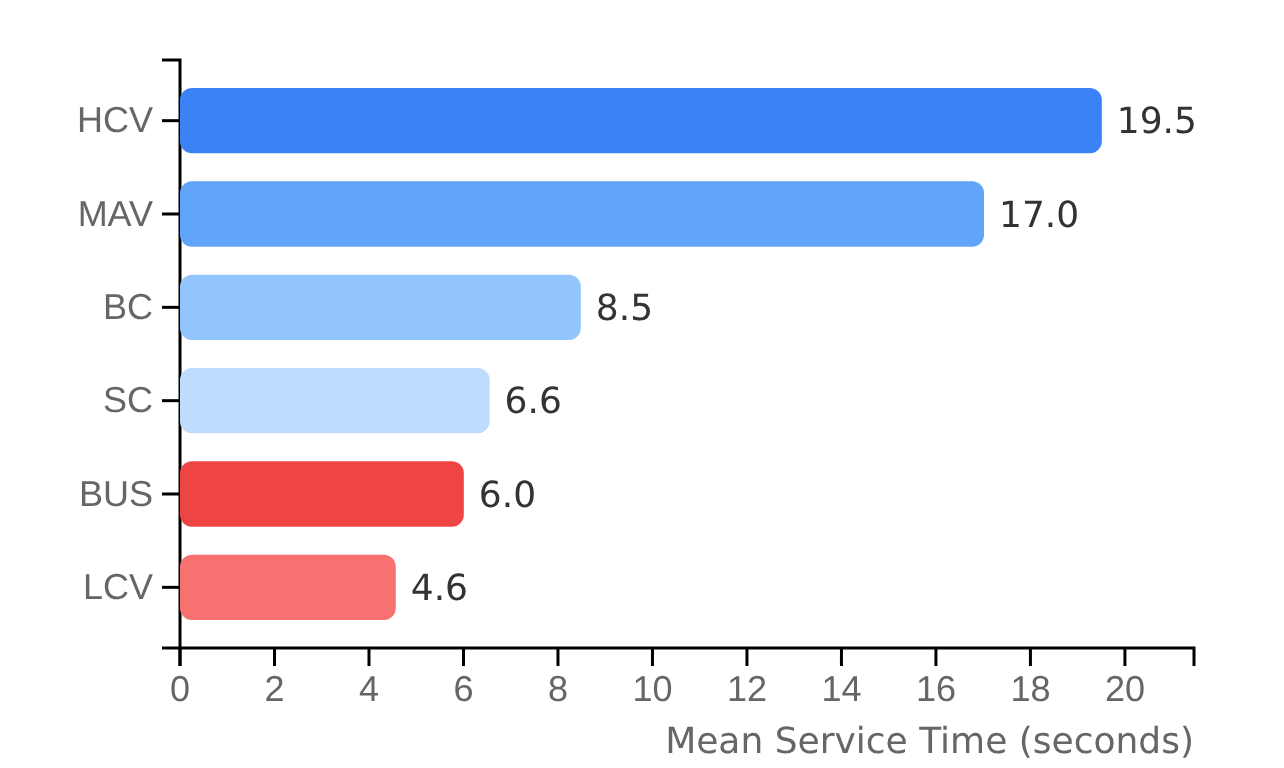 HCV 19.5
MAV 17.0
BC 8.5
SC 6.6
BUS 6.0
LCV 4.6
0 2 4 6 8 10 12 14 16 18 20
Mean Service Time (seconds)